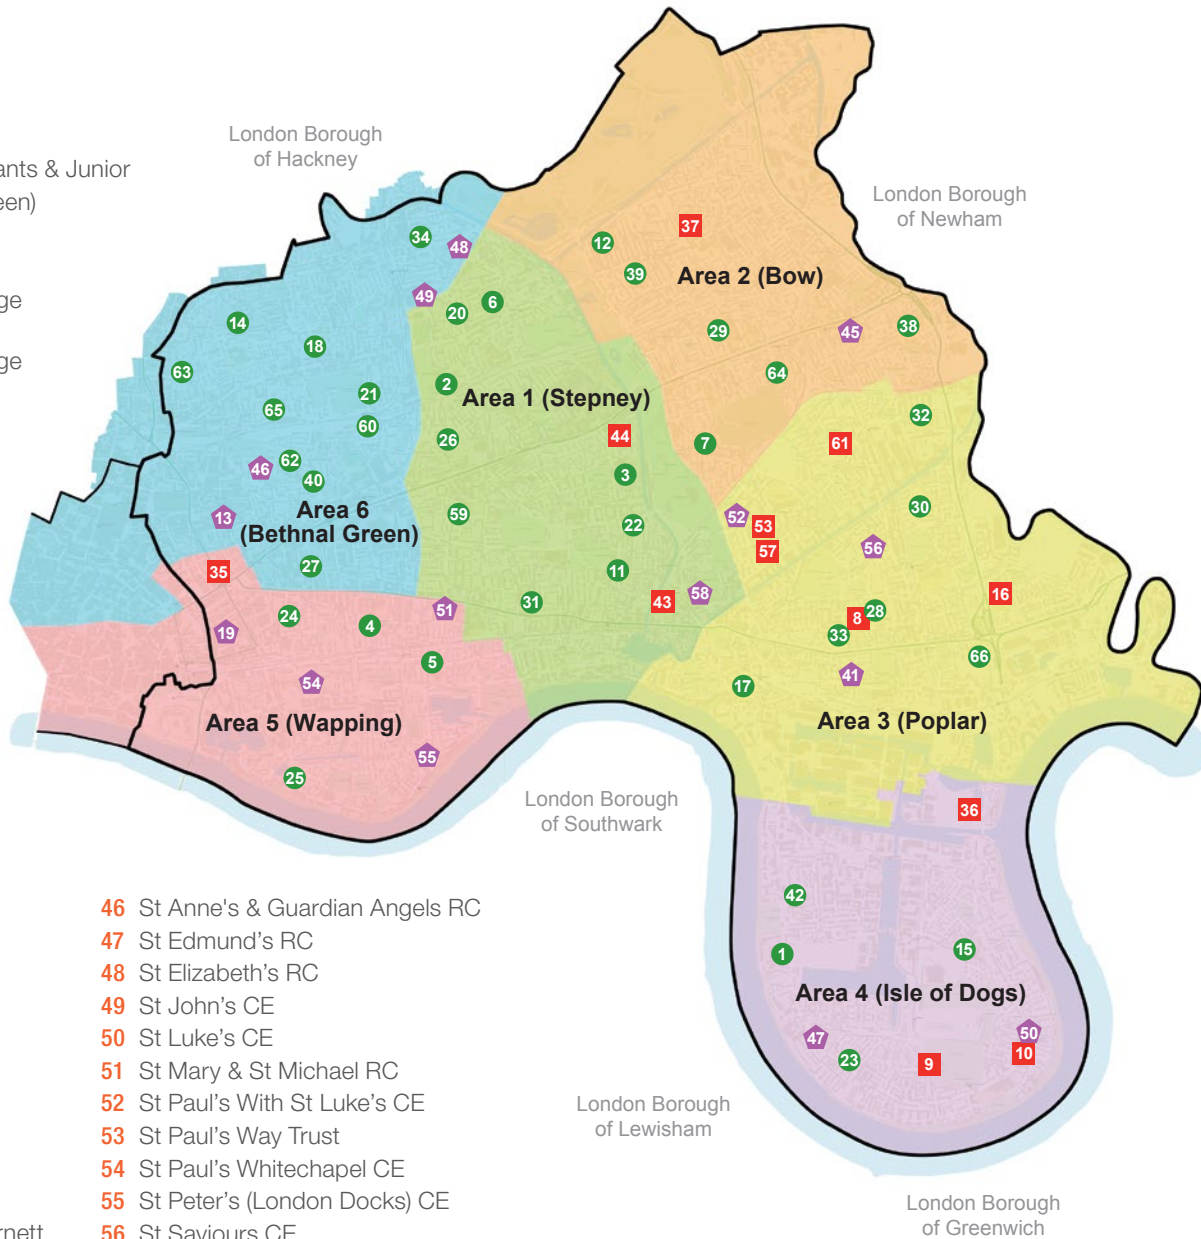 ants & Junior
een)
ge
ge
London Borough
of Hackney
London Borough
of Newham
37
34
48
12
39
Area 2 (Bow)
49
6
20
14
29
45
38
18
63
64
2
21
Area 1 (Stepney)
65
32
60
44
26
7
61
62
46
3
40
Area 6
(Bethnal Green)
59
30
13
52
22
53
56
57
27
11
35
58
16
31
43
51
24
28
8
4
19
33
66
5
41
54
17
Area 5 (Wapping)
Area 3 (Poplar)
55
25
London Borough
of Southwark
36
42
1
15
Area 4 (Isle of Dogs)
47
50
23
10
9
London Borough
of Lewisham
London Borough
of Greenwich
46 St Anne's & Guardian Angels RC
47 St Edmund's RC
48 St Elizabeth's RC
49 St John's CE
50 St Luke's CE
51 St Mary & St Michael RC
52 St Paul's With St Luke's CE
53 St Paul's Way Trust
54 St Paul's Whitechapel CE
55 St Peter's (London Docks) CE
rnett
56 St Saviours CE